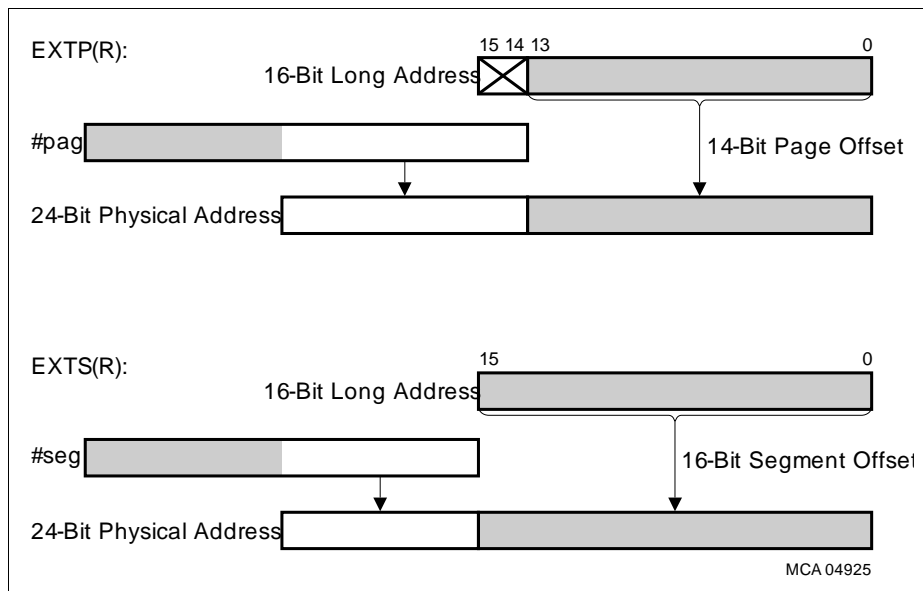 EXTP(R):
15 14 13 0
16-Bit Long Address
#pag
14-Bit Page Offset
24-Bit Physical Address
EXTS(R):
15 0
16-Bit Long Address
#seg
16-Bit Segment Offset
24-Bit Physical Address
MCA 04925